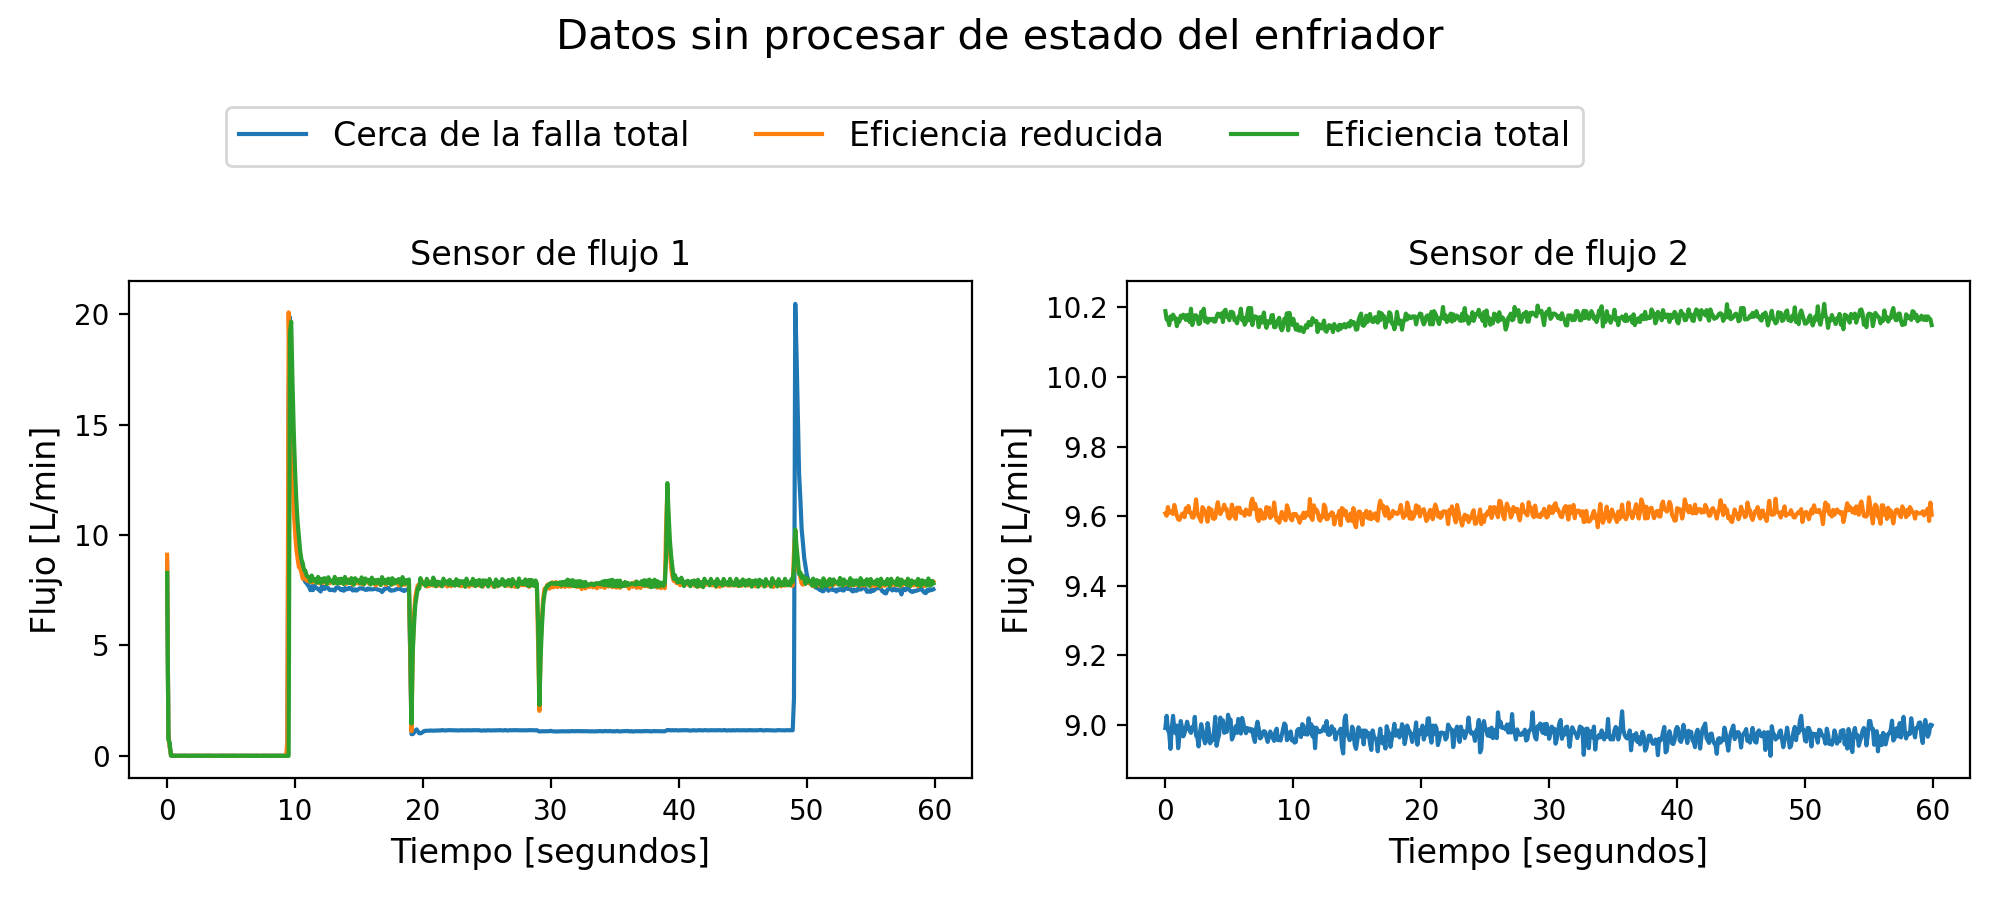 Datos sin procesar de estado del enfriador
Cerca de la falla total
Eficiencia reducida
Eficiencia total
Sensor de flujo 1
Flujo [L/min]
20
15
10
5
0
0 10 20 30 40 50 60
Tiempo [segundos]
Sensor de flujo 2
Flujo [L/min]
10.2
10.0
9.8
9.6
9.4
9.2
9.0
0 10 20 30 40 50 60
Tiempo [segundos]